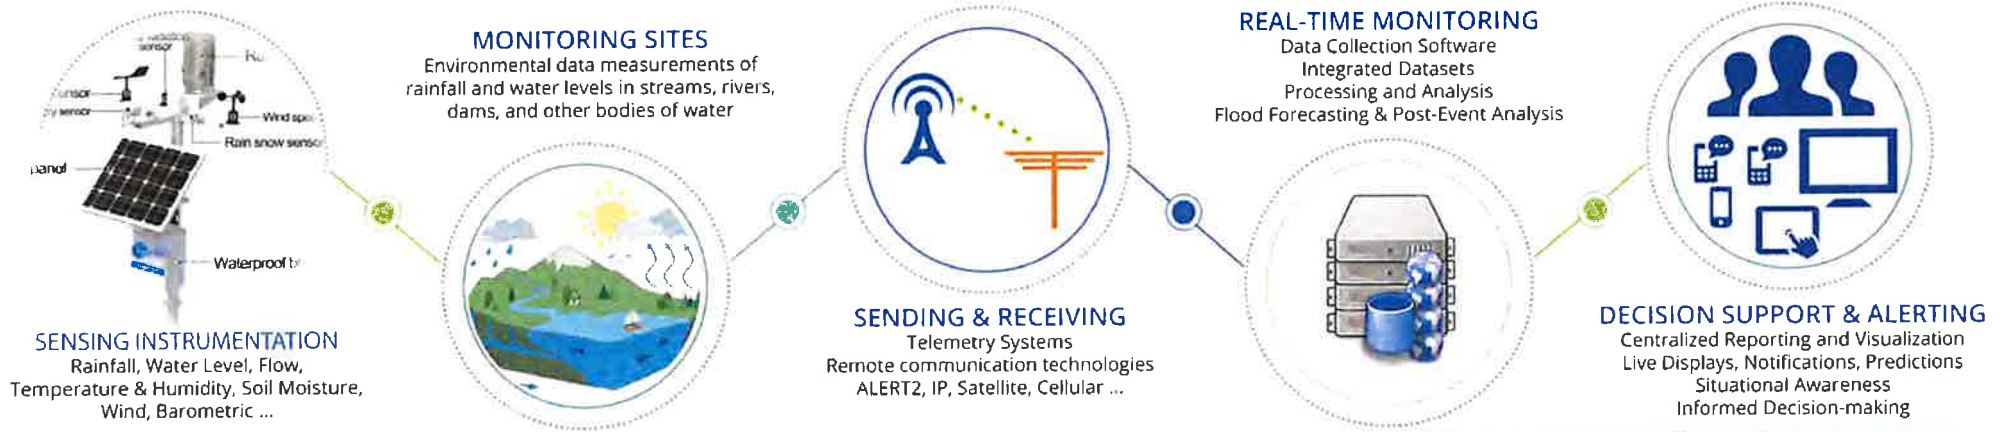 sensor
Wind spe
Rain snow sensor
panel
Waterproof b
SENSING INSTRUMENTATION
Rainfall, Water Level, Flow,
Temperature & Humidity, Soil Moisture,
Wind, Barometric ...
MONITORING SITES
Environmental data measurements of
rainfall and water levels in streams, rivers,
dams, and other bodies of water
SENDING & RECEIVING
Telemetry Systems
Remote communication technologies
ALERT2, IP, Satellite, Cellular ...
REAL-TIME MONITORING
Data Collection Software
Integrated Datasets
Processing and Analysis
Flood Forecasting & Post-Event Analysis
DECISION SUPPORT & ALERTING
Centralized Reporting and Visualization
Live Displays, Notifications, Predictions
Situational Awareness
Informed Decision-making